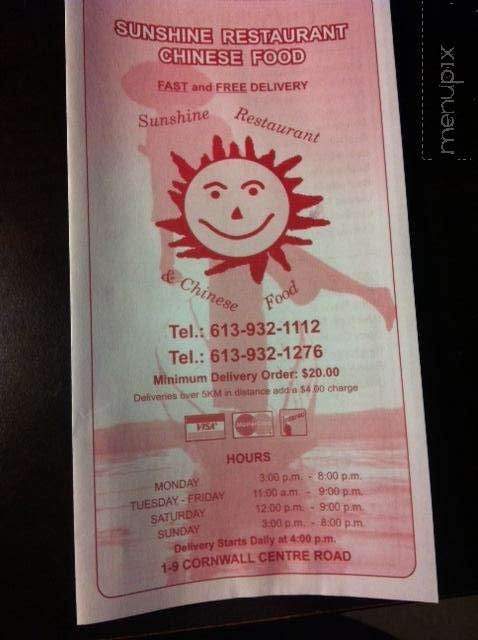 SUNSHINE RESTAURANT
CHINESE FOOD
FAST and FREE DELIVERY
Sunshine Restaurant
& Chinese Food
Tel.: 613-932-1112
Tel.: 613-932-1276
Minimum Delivery Order: $20.00
Deliveries over 5KM in distance add a $4.00 charge
VISA MasterCard
HOURS
MONDAY 3:00 p.m. - 8:00 p.m.
TUESDAY - FRIDAY 11:00 a.m. - 9:00 p.m.
SATURDAY 12:00 p.m. - 9:00 p.m.
SUNDAY 3:00 p.m. - 8:00 p.m.
Delivery Starts Daily at 4:00 p.m.
1-9 CORNWALL CENTRE ROAD
menupix